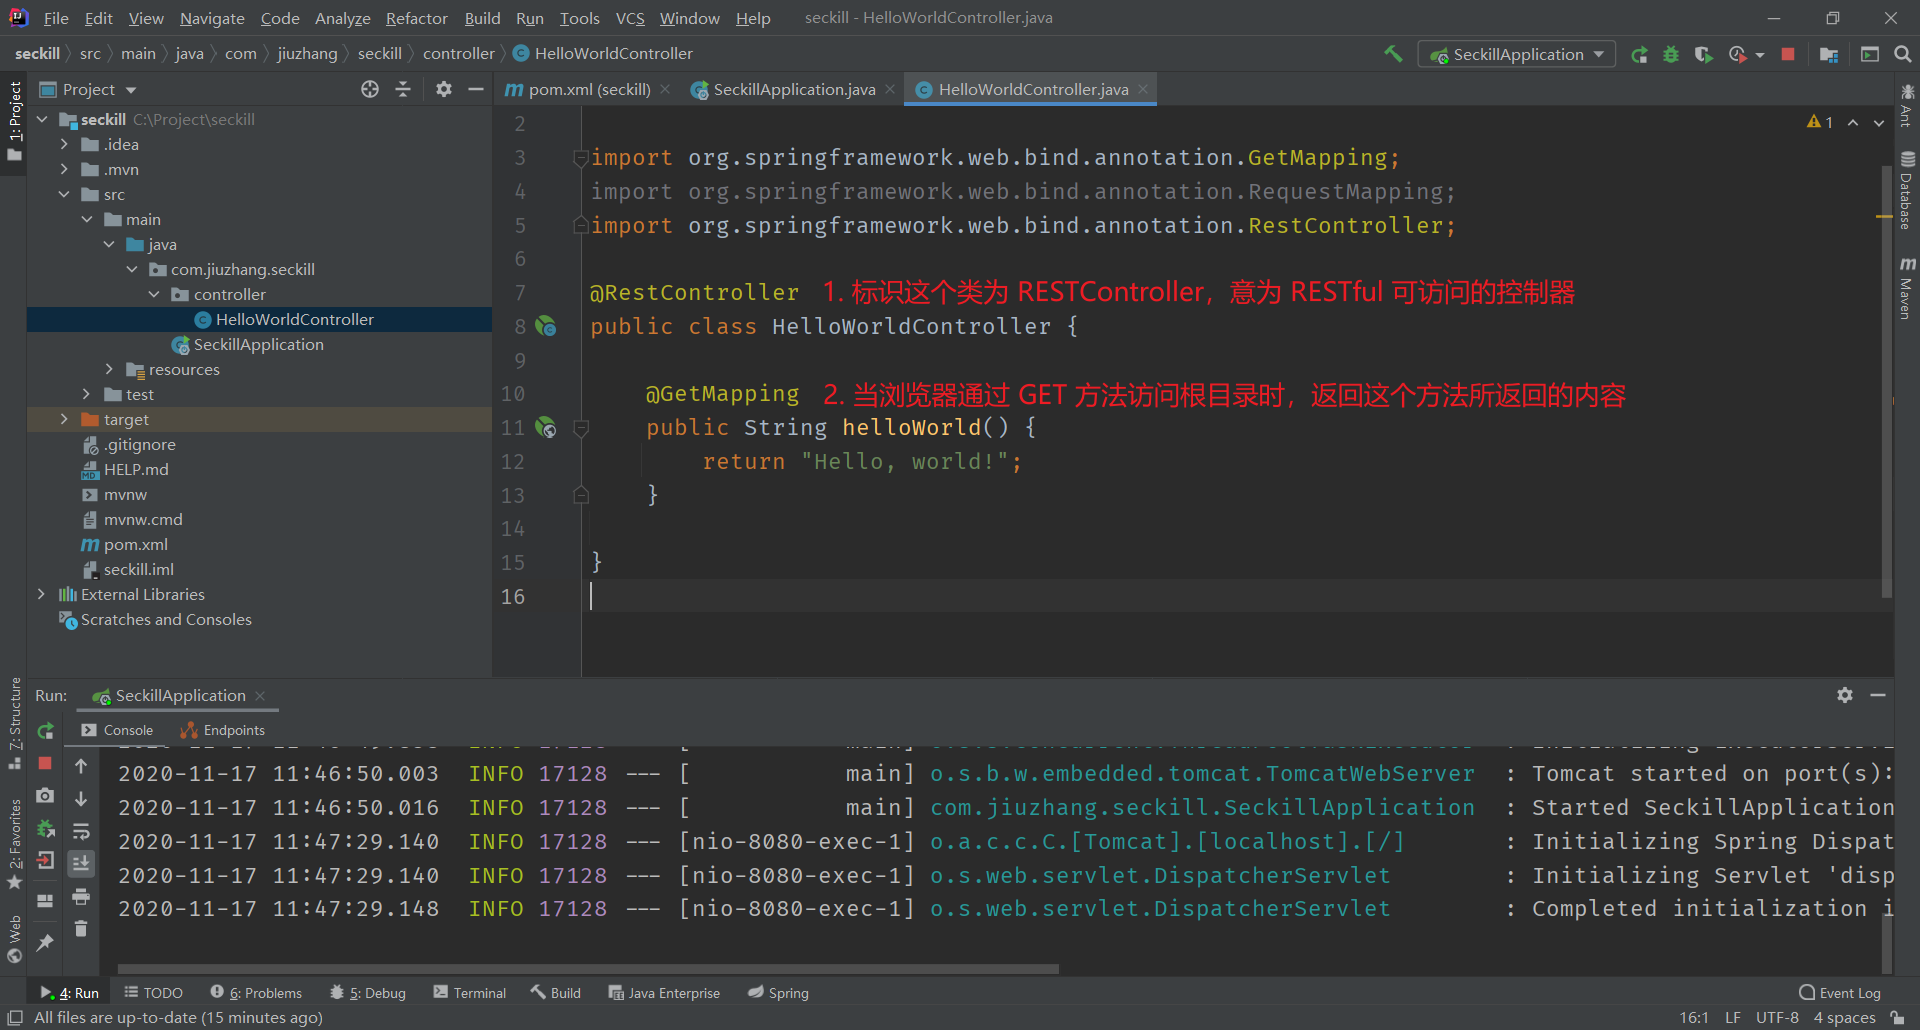 File Edit View Navigate Code Analyze Refactor Build Run Tools VCS Window Help seckill - HelloWorldController.java
seckill src main java com jiuzhang seckill controller HelloWorldController SeckillApplication
Project
pom.xml (seckill) SeckillApplication.java HelloWorldController.java
1: Project
seckill C:\Project\seckill
.idea
.mvn
src
main
java
com.jiuzhang.seckill
controller
HelloWorldController
SeckillApplication
resources
test
target
.gitignore
HELP.md
mvnw
mvnw.cmd
pom.xml
seckill.iml
External Libraries
Scratches and Consoles
1
2
3 import org.springframework.web.bind.annotation.GetMapping;
4 import org.springframework.web.bind.annotation.RequestMapping;
5 import org.springframework.web.bind.annotation.RestController;
6
7 @RestController 1. 标识这个类为 RESTController，意为 RESTful 可访问的控制器
8 public class HelloWorldController {
9
10 @GetMapping 2. 当浏览器通过 GET 方法访问根目录时，返回这个方法所返回的内容
11 public String helloWorld() {
12 return "Hello, world!";
13 }
14
15 }
16
Ant
Database
Maven
7: Structure
2: Favorites
Web
Run: SeckillApplication
Console Endpoints
2020-11-17 11:46:50.003 INFO 17128 --- [ main] o.s.b.w.embedded.tomcat.TomcatWebServer : Tomcat started on port(s):
2020-11-17 11:46:50.016 INFO 17128 --- [ main] com.jiuzhang.seckill.SeckillApplication : Started SeckillApplication
2020-11-17 11:47:29.140 INFO 17128 --- [nio-8080-exec-1] o.a.c.c.C.[Tomcat].[localhost].[/] : Initializing Spring Dispat
2020-11-17 11:47:29.140 INFO 17128 --- [nio-8080-exec-1] o.s.web.servlet.DispatcherServlet : Initializing Servlet 'disp
2020-11-17 11:47:29.148 INFO 17128 --- [nio-8080-exec-1] o.s.web.servlet.DispatcherServlet : Completed initialization i
4: Run TODO 6: Problems 5: Debug Terminal Build Java Enterprise Spring Event Log
All files are up-to-date (15 minutes ago) 16:1 LF UTF-8 4 spaces